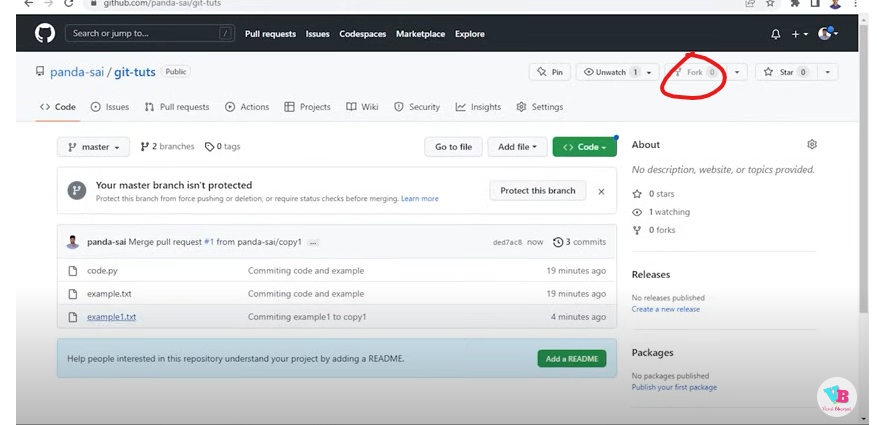 github.com/panda-sai/git-tuts
Search or jump to... / Pull requests Issues Codespaces Marketplace Explore
panda-sai / git-tuts Public Pin Unwatch 1 Fork 0 Star 0
Code Issues Pull requests Actions Projects Wiki Security Insights Settings
master 2 branches 0 tags Go to file Add file Code
About
No description, website, or topics provided.
Your master branch isn't protected
Protect this branch from force pushing or deletion, or require status checks before merging. Learn more
Protect this branch
0 stars
1 watching
0 forks
panda-sai Merge pull request #1 from panda-sai/copy1 ... ded7ac8 now 3 commits
code.py Commiting code and example 19 minutes ago
example.txt Commiting code and example 19 minutes ago
example1.txt Commiting example1 to copy1 4 minutes ago
Releases
No releases published
Create a new release
Help people interested in this repository understand your project by adding a README. Add a README
Packages
No packages published
Publish your first package
VB